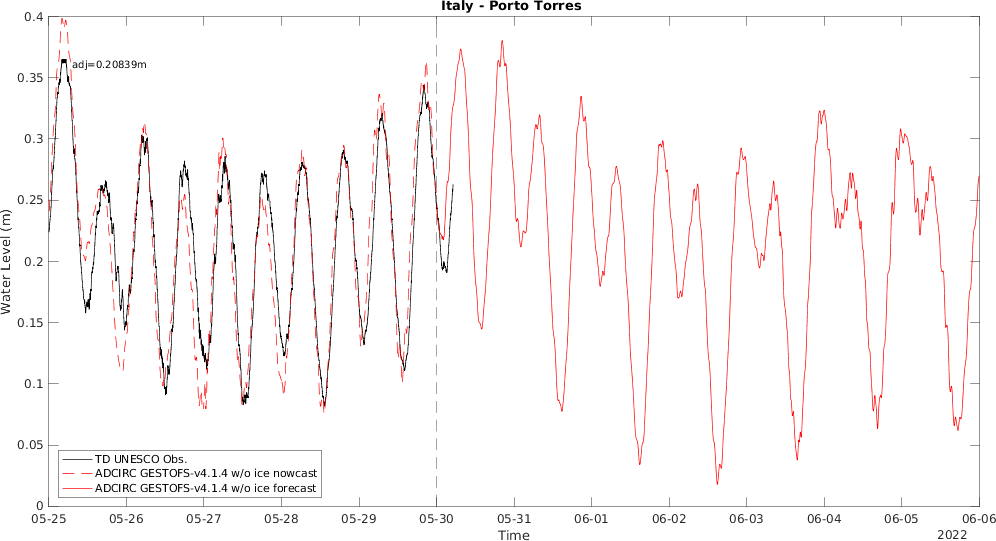 Italy - Porto Torres
0.4
0.35
0.3
0.25
0.2
0.15
0.1
0.05
0
Water Level (m)
adj=0.20839m
TD UNESCO Obs.
ADCIRC GESTOFS-v4.1.4 w/o ice nowcast
ADCIRC GESTOFS-v4.1.4 w/o ice forecast
05-25 05-26 05-27 05-28 05-29 05-30 05-31 06-01 06-02 06-03 06-04 06-05 06-06
Time
2022